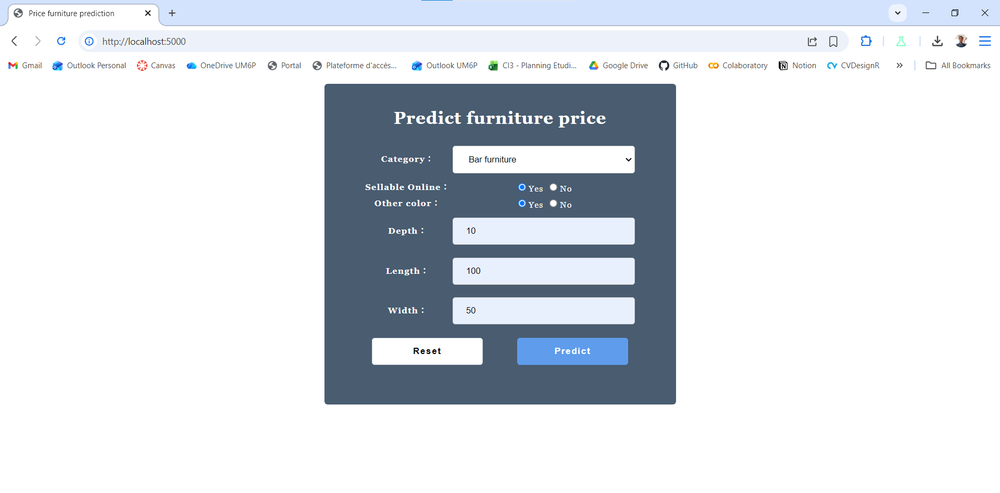 Price furniture prediction
http://localhost:5000
Gmail Outlook Personal Canvas OneDrive UM6P Portal Plateforme d'accès... Outlook UM6P CI3 - Planning Etudi... Google Drive GitHub Colaboratory Notion CVDesignR All Bookmarks
Predict furniture price
Category : Bar furniture
Sellable Online : Yes No
Other color : Yes No
Depth : 10
Length : 100
Width : 50
Reset Predict